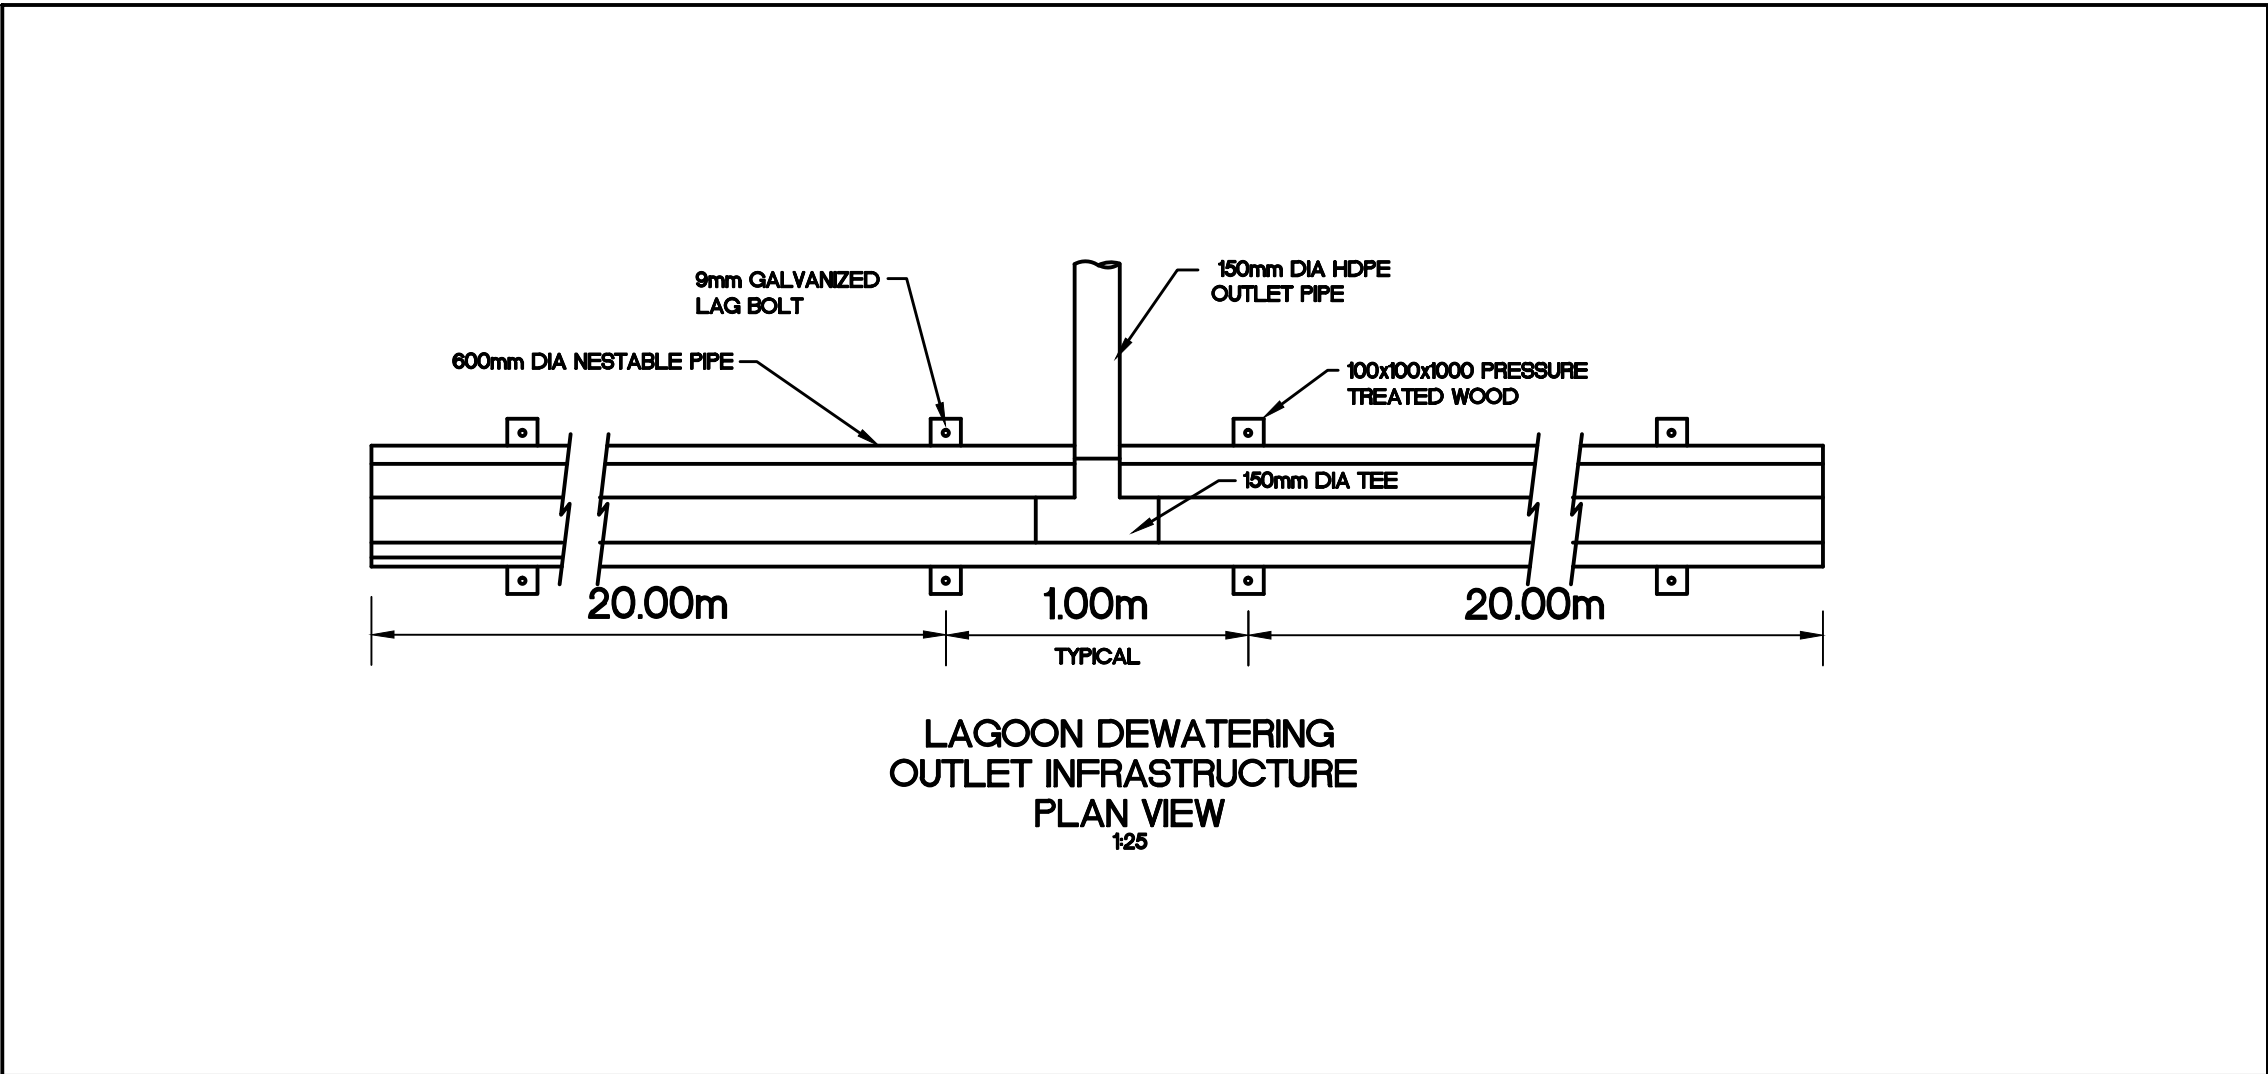 9mm GALVANIZED
LAG BOLT
150mm DIA HDPE
OUTLET PIPE
600mm DIA NESTABLE PIPE
100x100x1000 PRESSURE
TREATED WOOD
150mm DIA TEE
20.00m
1.00m
20.00m
TYPICAL
LAGOON DEWATERING
OUTLET INFRASTRUCTURE
PLAN VIEW
1:25